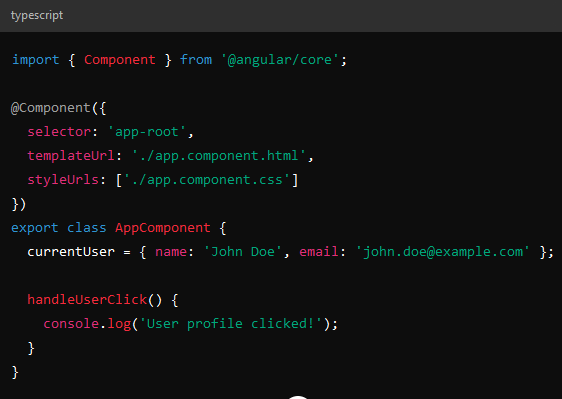 typescript
import { Component } from '@angular/core';
@Component({
  selector: 'app-root',
  templateUrl: './app.component.html',
  styleUrls: ['./app.component.css']
})
export class AppComponent {
  currentUser = { name: 'John Doe', email: 'john.doe@example.com' };
  handleUserClick() {
    console.log('User profile clicked!');
  }
}